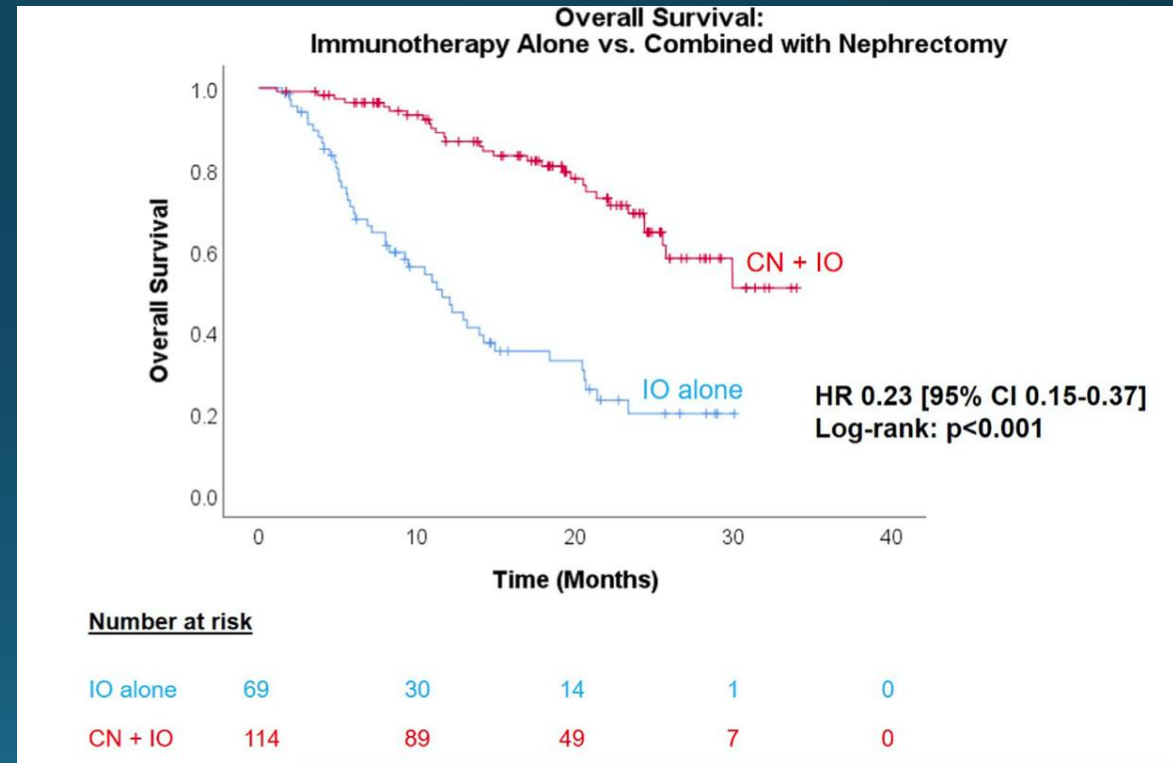 Overall Survival:
Immunotherapy Alone vs. Combined with Nephrectomy
Overall Survival
1.0
0.8
0.6
0.4
0.2
0.0
CN + IO
IO alone
HR 0.23 [95% CI 0.15-0.37]
Log-rank: p<0.001
0 10 20 30 40
Time (Months)
Number at risk
IO alone 69 30 14 1 0
CN + IO 114 89 49 7 0